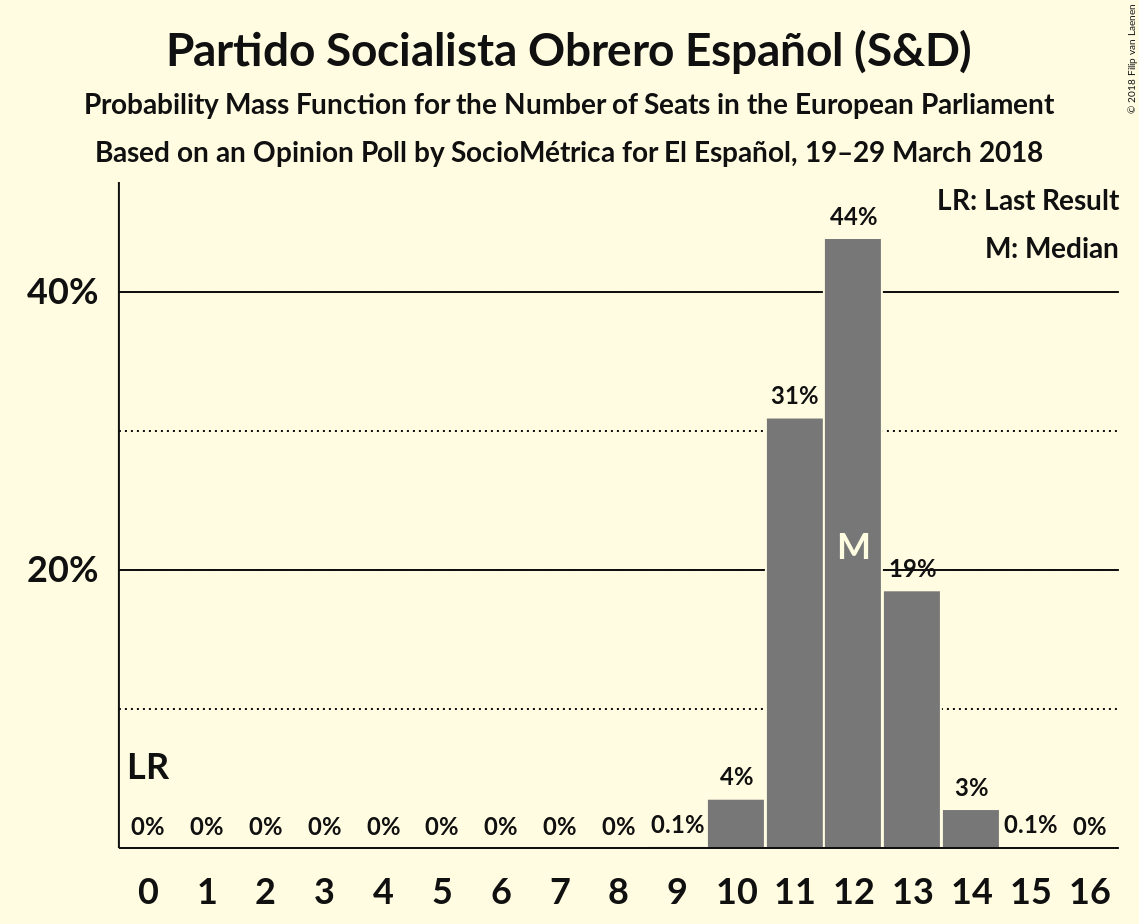 Partido Socialista Obrero Español (S&D)
Probability Mass Function for the Number of Seats in the European Parliament
Based on an Opinion Poll by SocioMétrica for El Español, 19–29 March 2018
© 2018 Filip van Laenen
LR: Last Result
M: Median
40%
20%
44%
31%
M
19%
LR
0% 0% 0% 0% 0% 0% 0% 0% 0% 0.1% 4% 3% 0.1% 0%
0 1 2 3 4 5 6 7 8 9 10 11 12 13 14 15 16